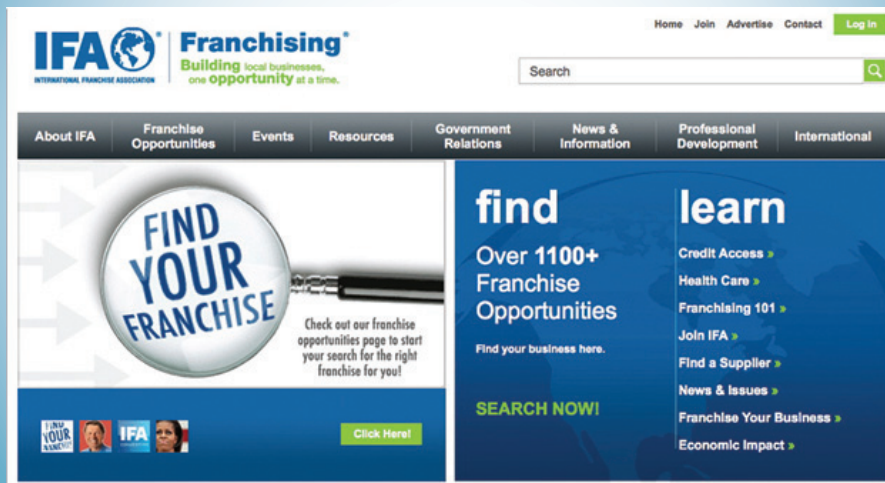 Home Join Advertise Contact Log in
IFA®
INTERNATIONAL FRANCHISE ASSOCIATION
Franchising®
Building local businesses,
one opportunity at a time.
Search
About IFA
Franchise
Opportunities
Events
Resources
Government
Relations
News &
Information
Professional
Development
International
FIND
YOUR
FRANCHISE
Check out our franchise
opportunities page to start
your search for the right
franchise for you!
FIND
YOUR
IFA
Click Here!
find
Over 1100+
Franchise
Opportunities
Find your business here.
SEARCH NOW!
learn
Credit Access »
Health Care »
Franchising 101 »
Join IFA »
Find a Supplier »
News & Issues »
Franchise Your Business »
Economic Impact »